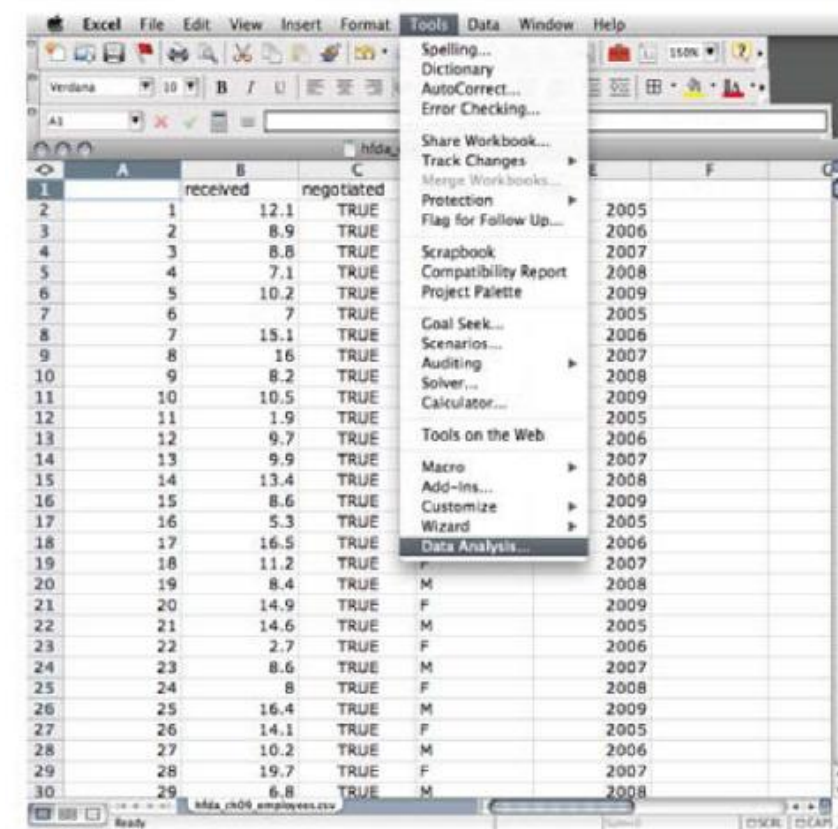 Excel File Edit View Insert Format Tools Data Window Help
150%
Verdana 10 B I U
A1
Spelling...
Dictionary
AutoCorrect...
Error Checking...
Share Workbook...
Track Changes
Merge Workbooks...
Protection
Flag for Follow Up...
Scrapbook
Compatibility Report
Project Palette
Goal Seek...
Scenarios...
Auditing
Solver...
Calculator...
Tools on the Web
Macro
Add-Ins...
Customize
Wizard
Data Analysis...
A B C E F
1 received negotiated
2 1 12.1 TRUE 2005
3 2 8.9 TRUE 2006
4 3 8.8 TRUE 2007
5 4 7.1 TRUE 2008
6 5 10.2 TRUE 2009
7 6 7 TRUE 2005
8 7 15.1 TRUE 2006
9 8 16 TRUE 2007
10 9 8.2 TRUE 2008
11 10 10.5 TRUE 2009
12 11 1.9 TRUE 2005
13 12 9.7 TRUE 2006
14 13 9.9 TRUE 2007
15 14 13.4 TRUE 2008
16 15 8.6 TRUE 2009
17 16 5.3 TRUE 2005
18 17 16.5 TRUE 2006
19 18 11.2 TRUE F 2007
20 19 8.4 TRUE M 2008
21 20 14.9 TRUE F 2009
22 21 14.6 TRUE M 2005
23 22 2.7 TRUE F 2006
24 23 8.6 TRUE M 2007
25 24 8 TRUE F 2008
26 25 16.4 TRUE M 2009
27 26 14.1 TRUE F 2005
28 27 10.2 TRUE M 2006
29 28 19.7 TRUE F 2007
30 29 6.8 TRUE M 2008
hfda_ch09_employees.csv
Ready